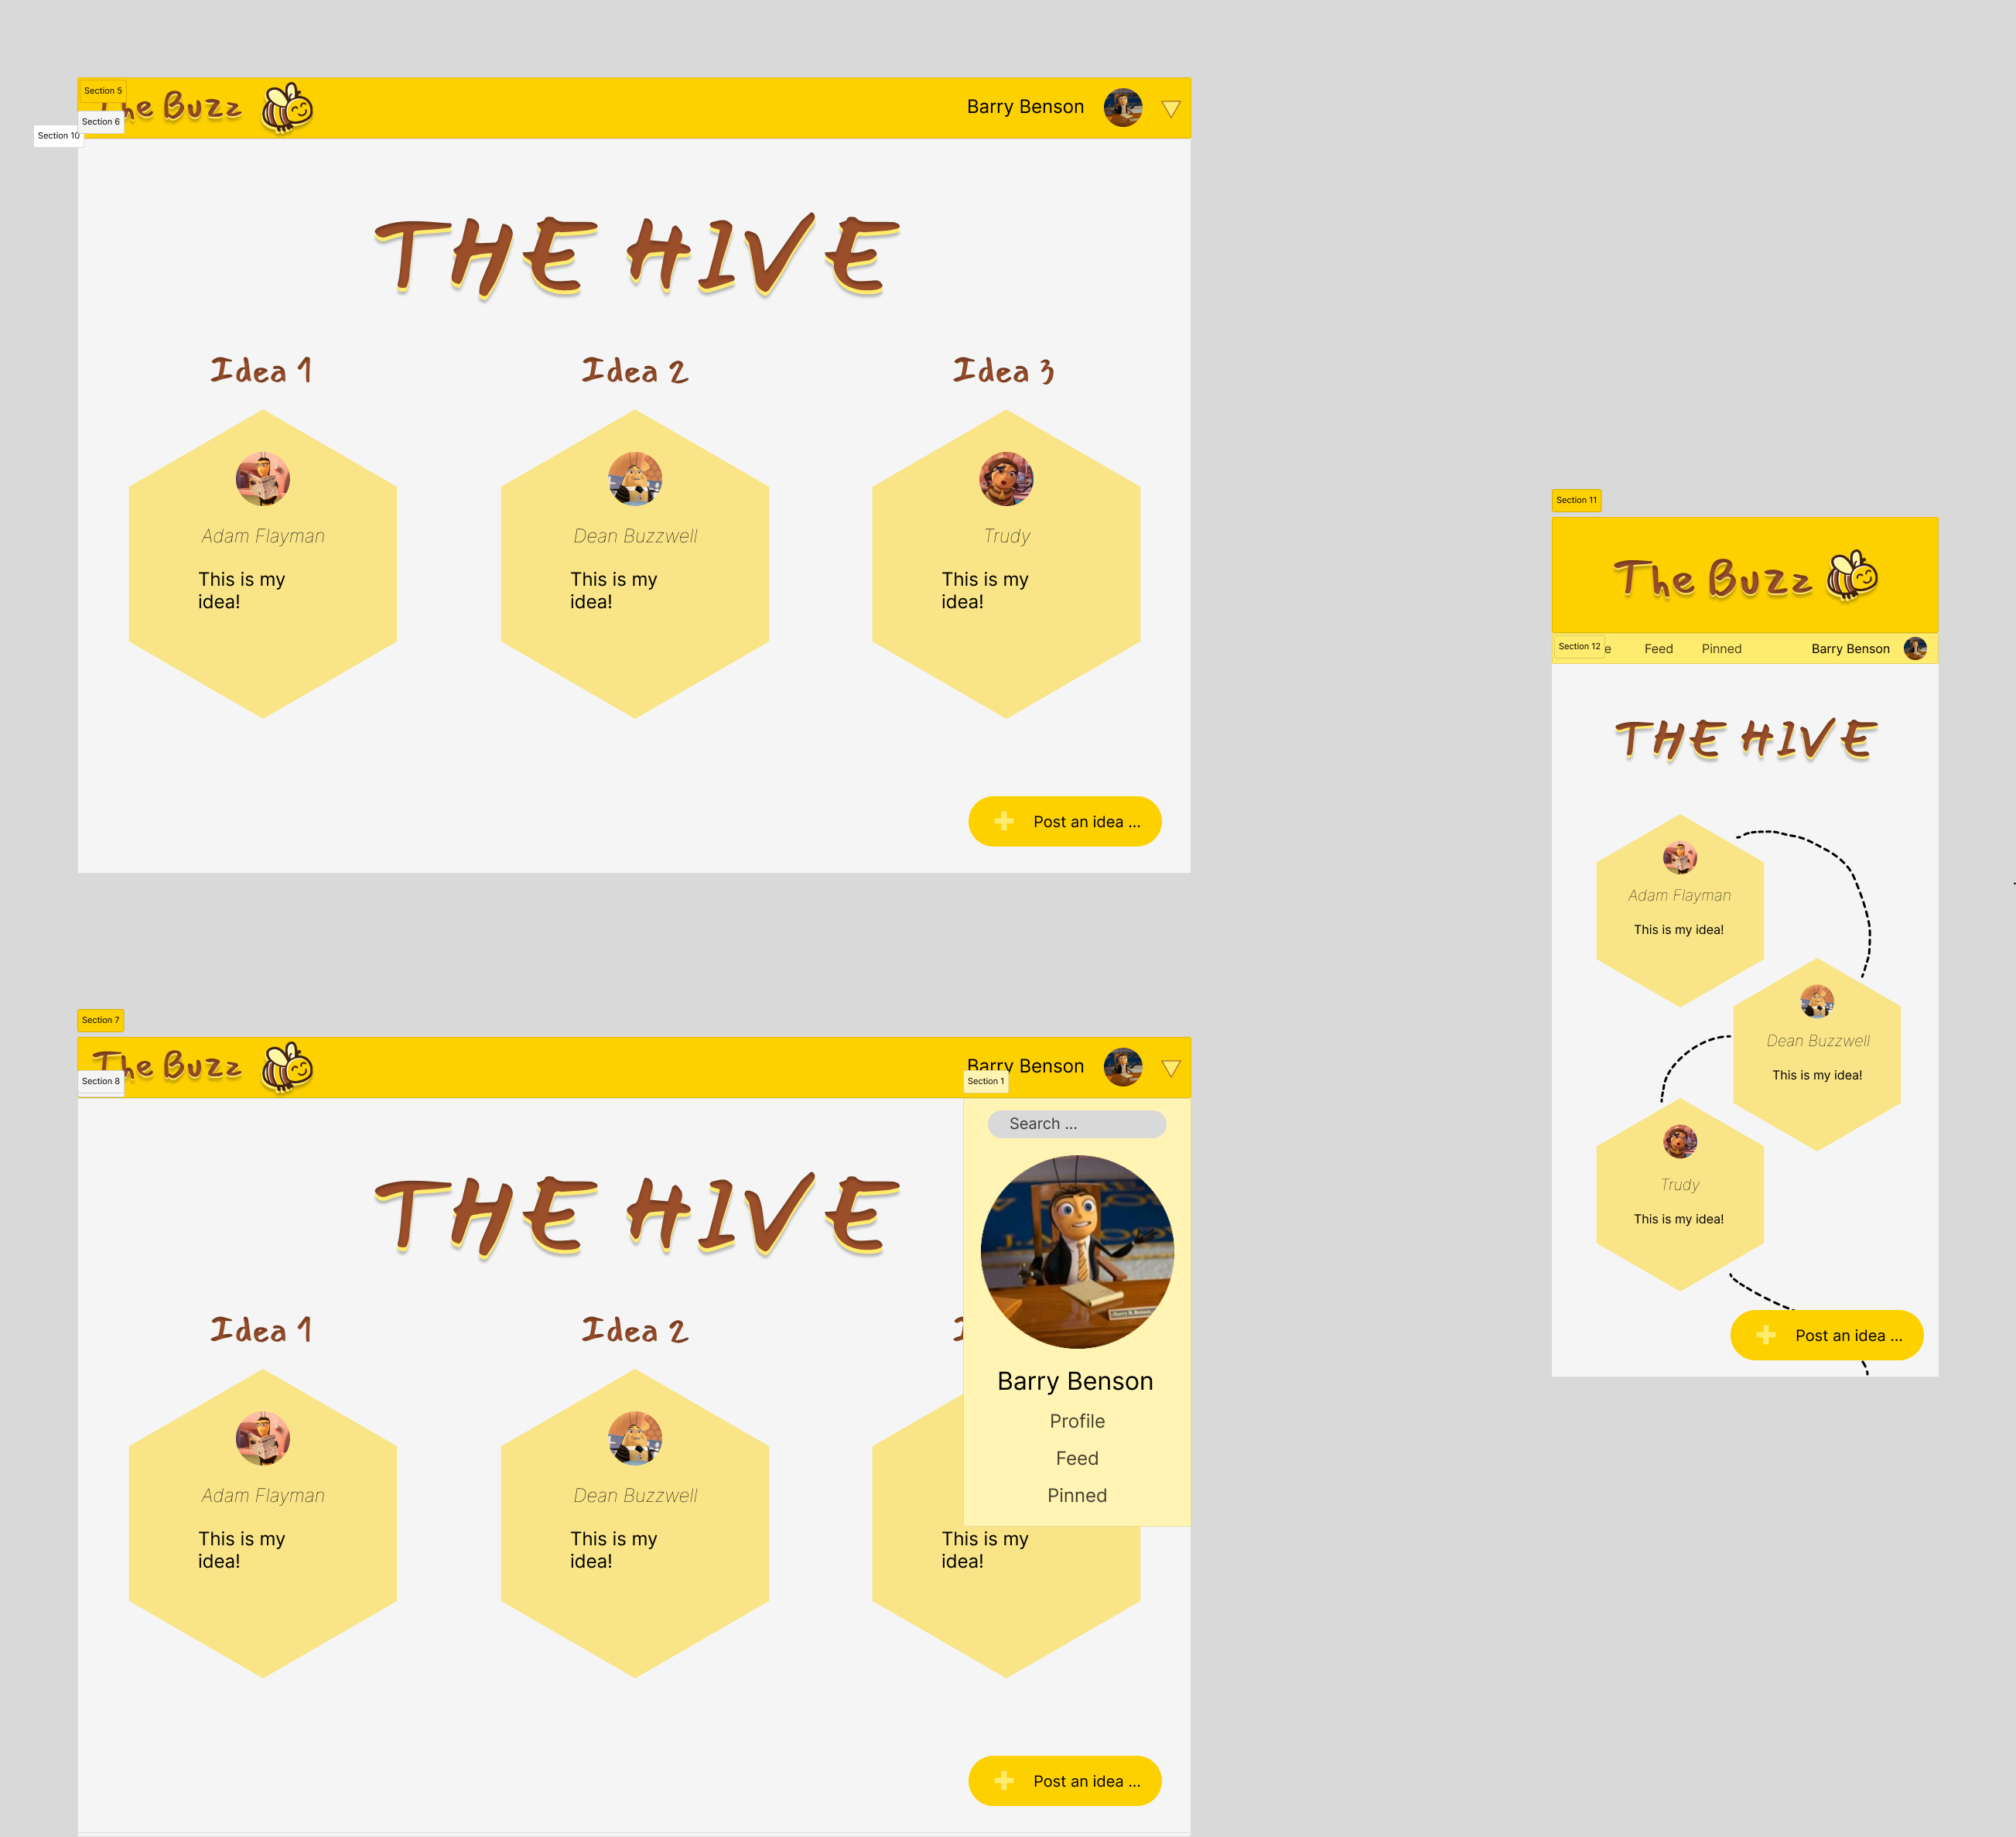 Section 5
The Buzz
Barry Benson
Section 6
Section 10
THE HIVE
Idea 1
Idea 2
Idea 3
Adam Flayman
Dean Buzzwell
Trudy
This is my
idea!
This is my
idea!
This is my
idea!
Post an idea ...
Section 7
The Buzz
Barry Benson
Section 8
Section 1
Search ...
THE HIVE
Idea 1
Idea 2
Barry Benson
Profile
Feed
Pinned
Adam Flayman
Dean Buzzwell
This is my
idea!
This is my
idea!
This is my
idea!
Post an idea ...
Section 11
The Buzz
Section 12
e
Feed
Pinned
Barry Benson
THE HIVE
Adam Flayman
This is my idea!
Dean Buzzwell
This is my idea!
Trudy
This is my idea!
Post an idea ...